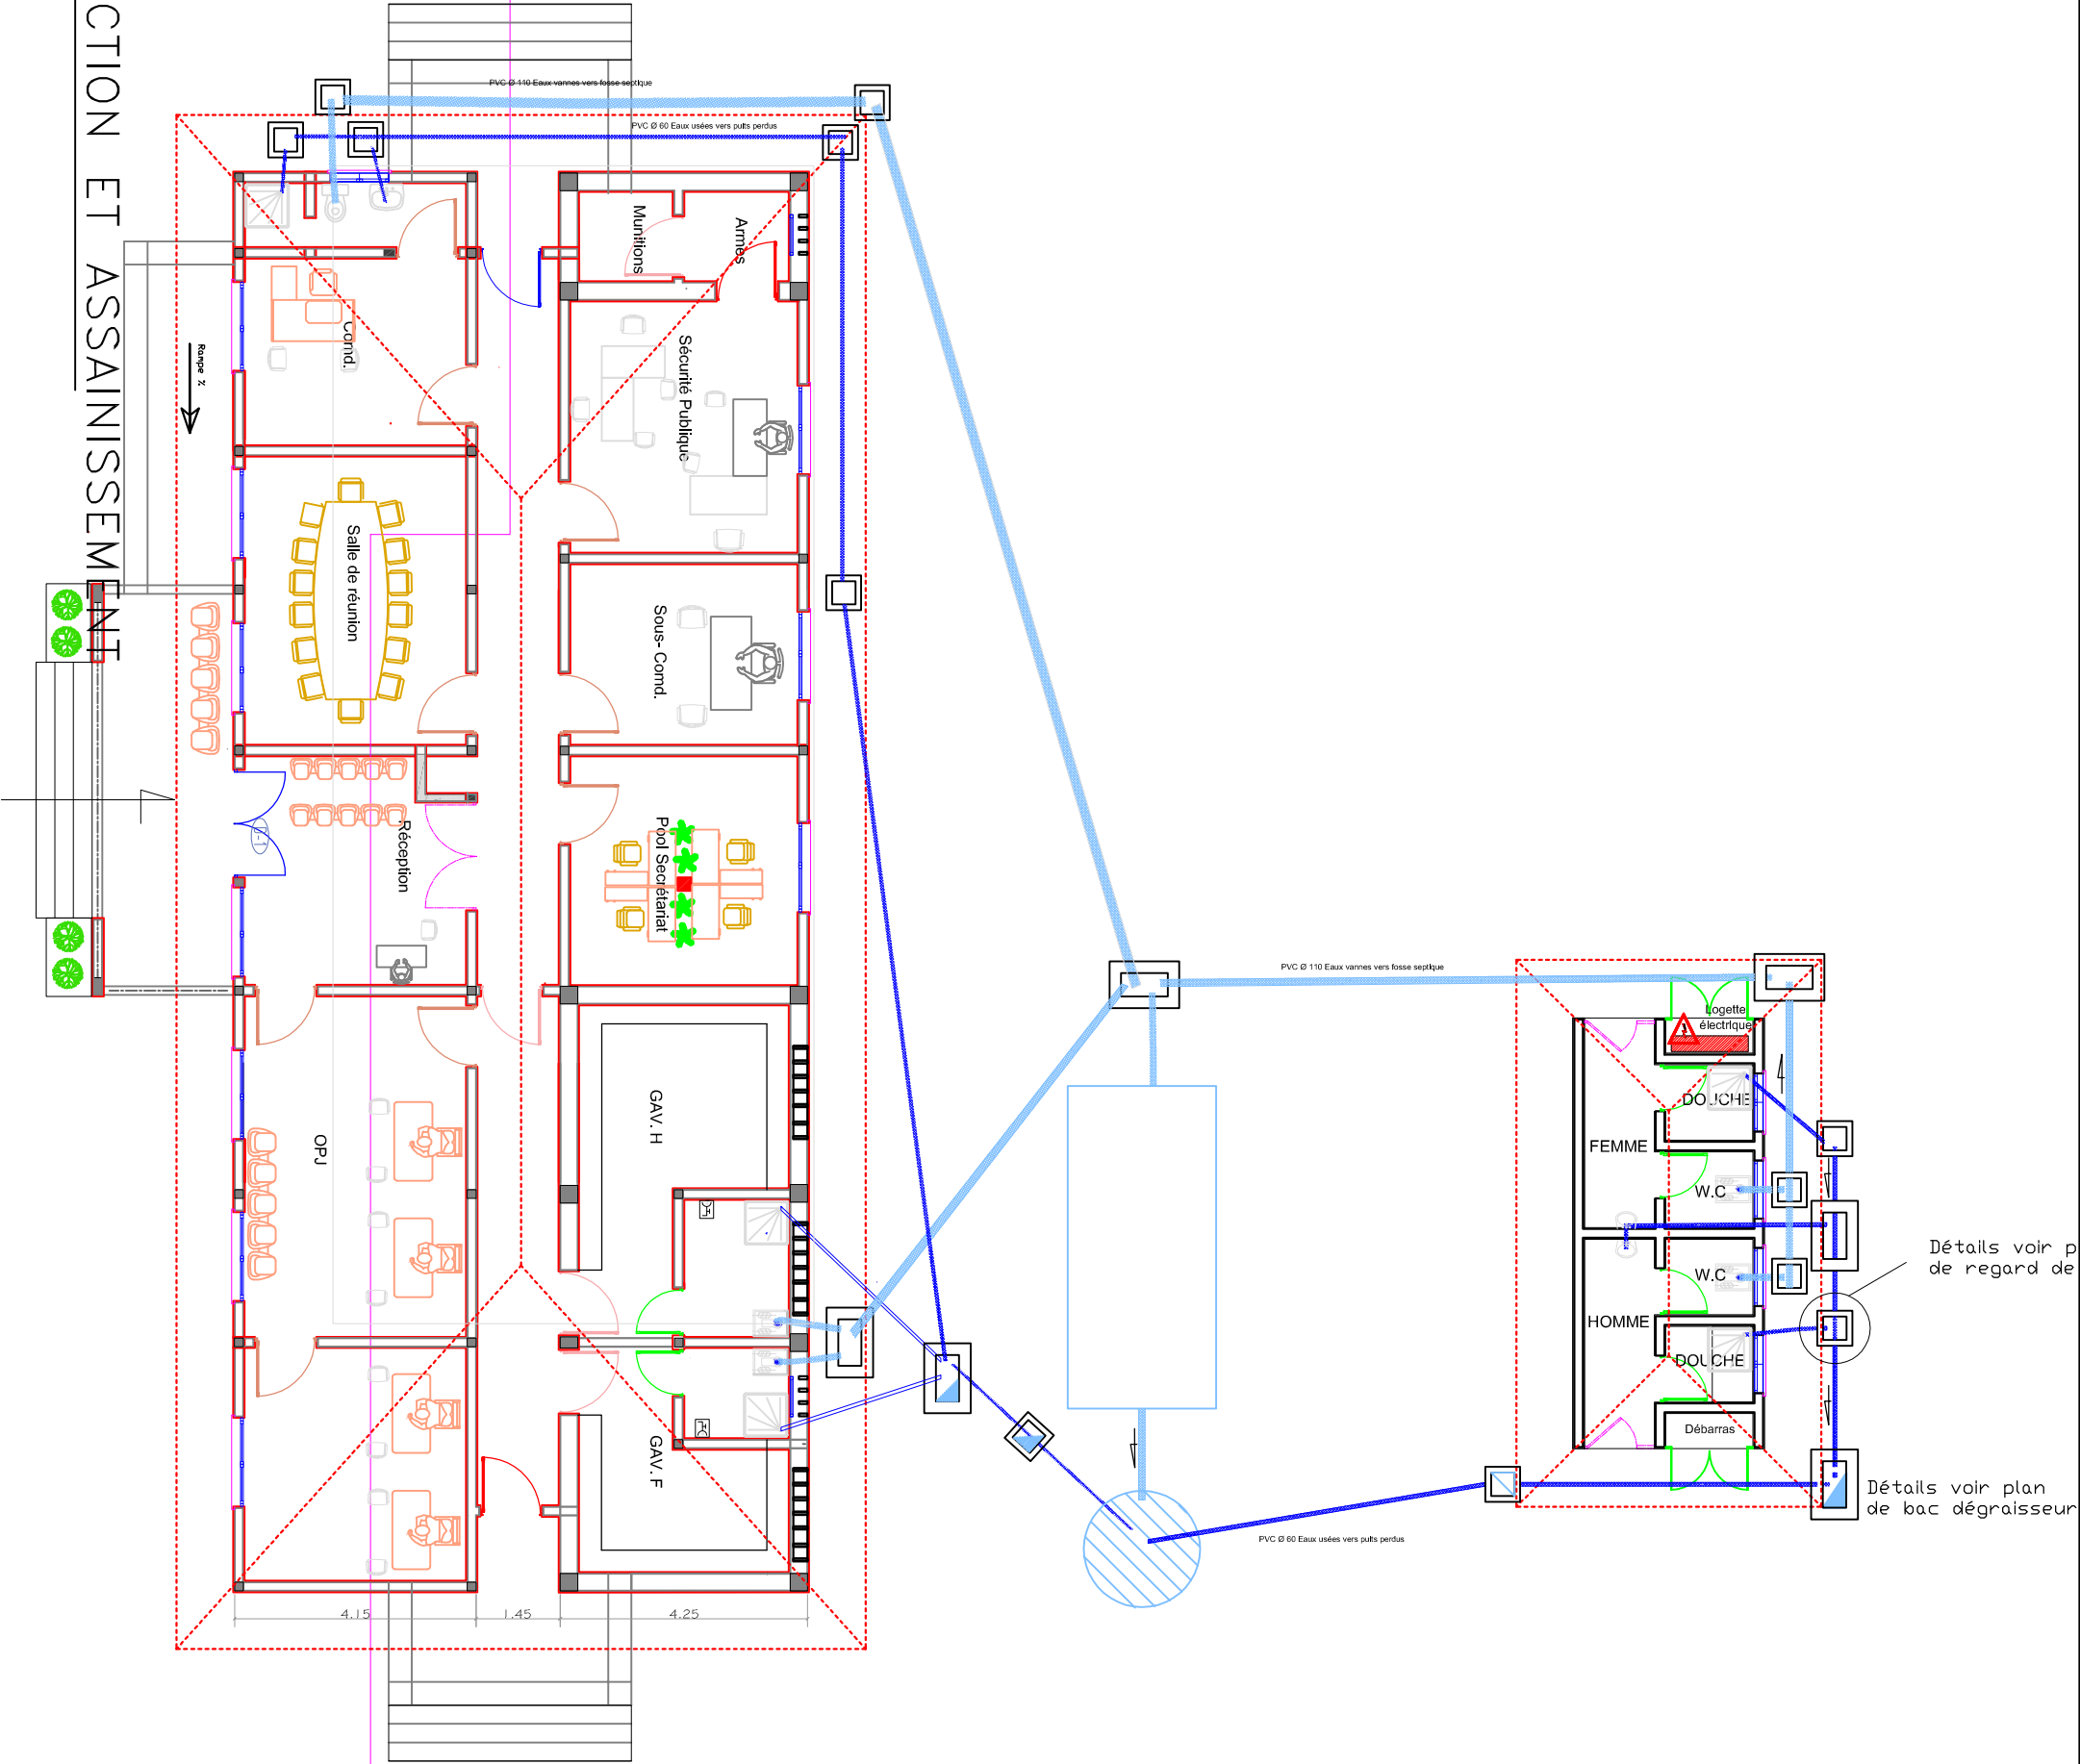 CTION ET ASSAINISSEMENT
PVC Ø 110 Eaux vannes vers fosse septique
PVC Ø 60 Eaux usées vers puits perdus
Munitions
Armes
Comd.
Sécurité Publique
Rampe %
Salle de réunion
Sous- Comd.
Réception
Pool Secrétariat
P-1
OPJ
GAV. H
GAV. F
4.15
1.45
4.25
PVC Ø 110 Eaux vannes vers fosse septique
Logette
électrique
DOUCHE
FEMME
W.C
W.C
HOMME
DOUCHE
Débarras
Détails voir p
de regard de
Détails voir plan
de bac dégraisseur
PVC Ø 60 Eaux usées vers puits perdus